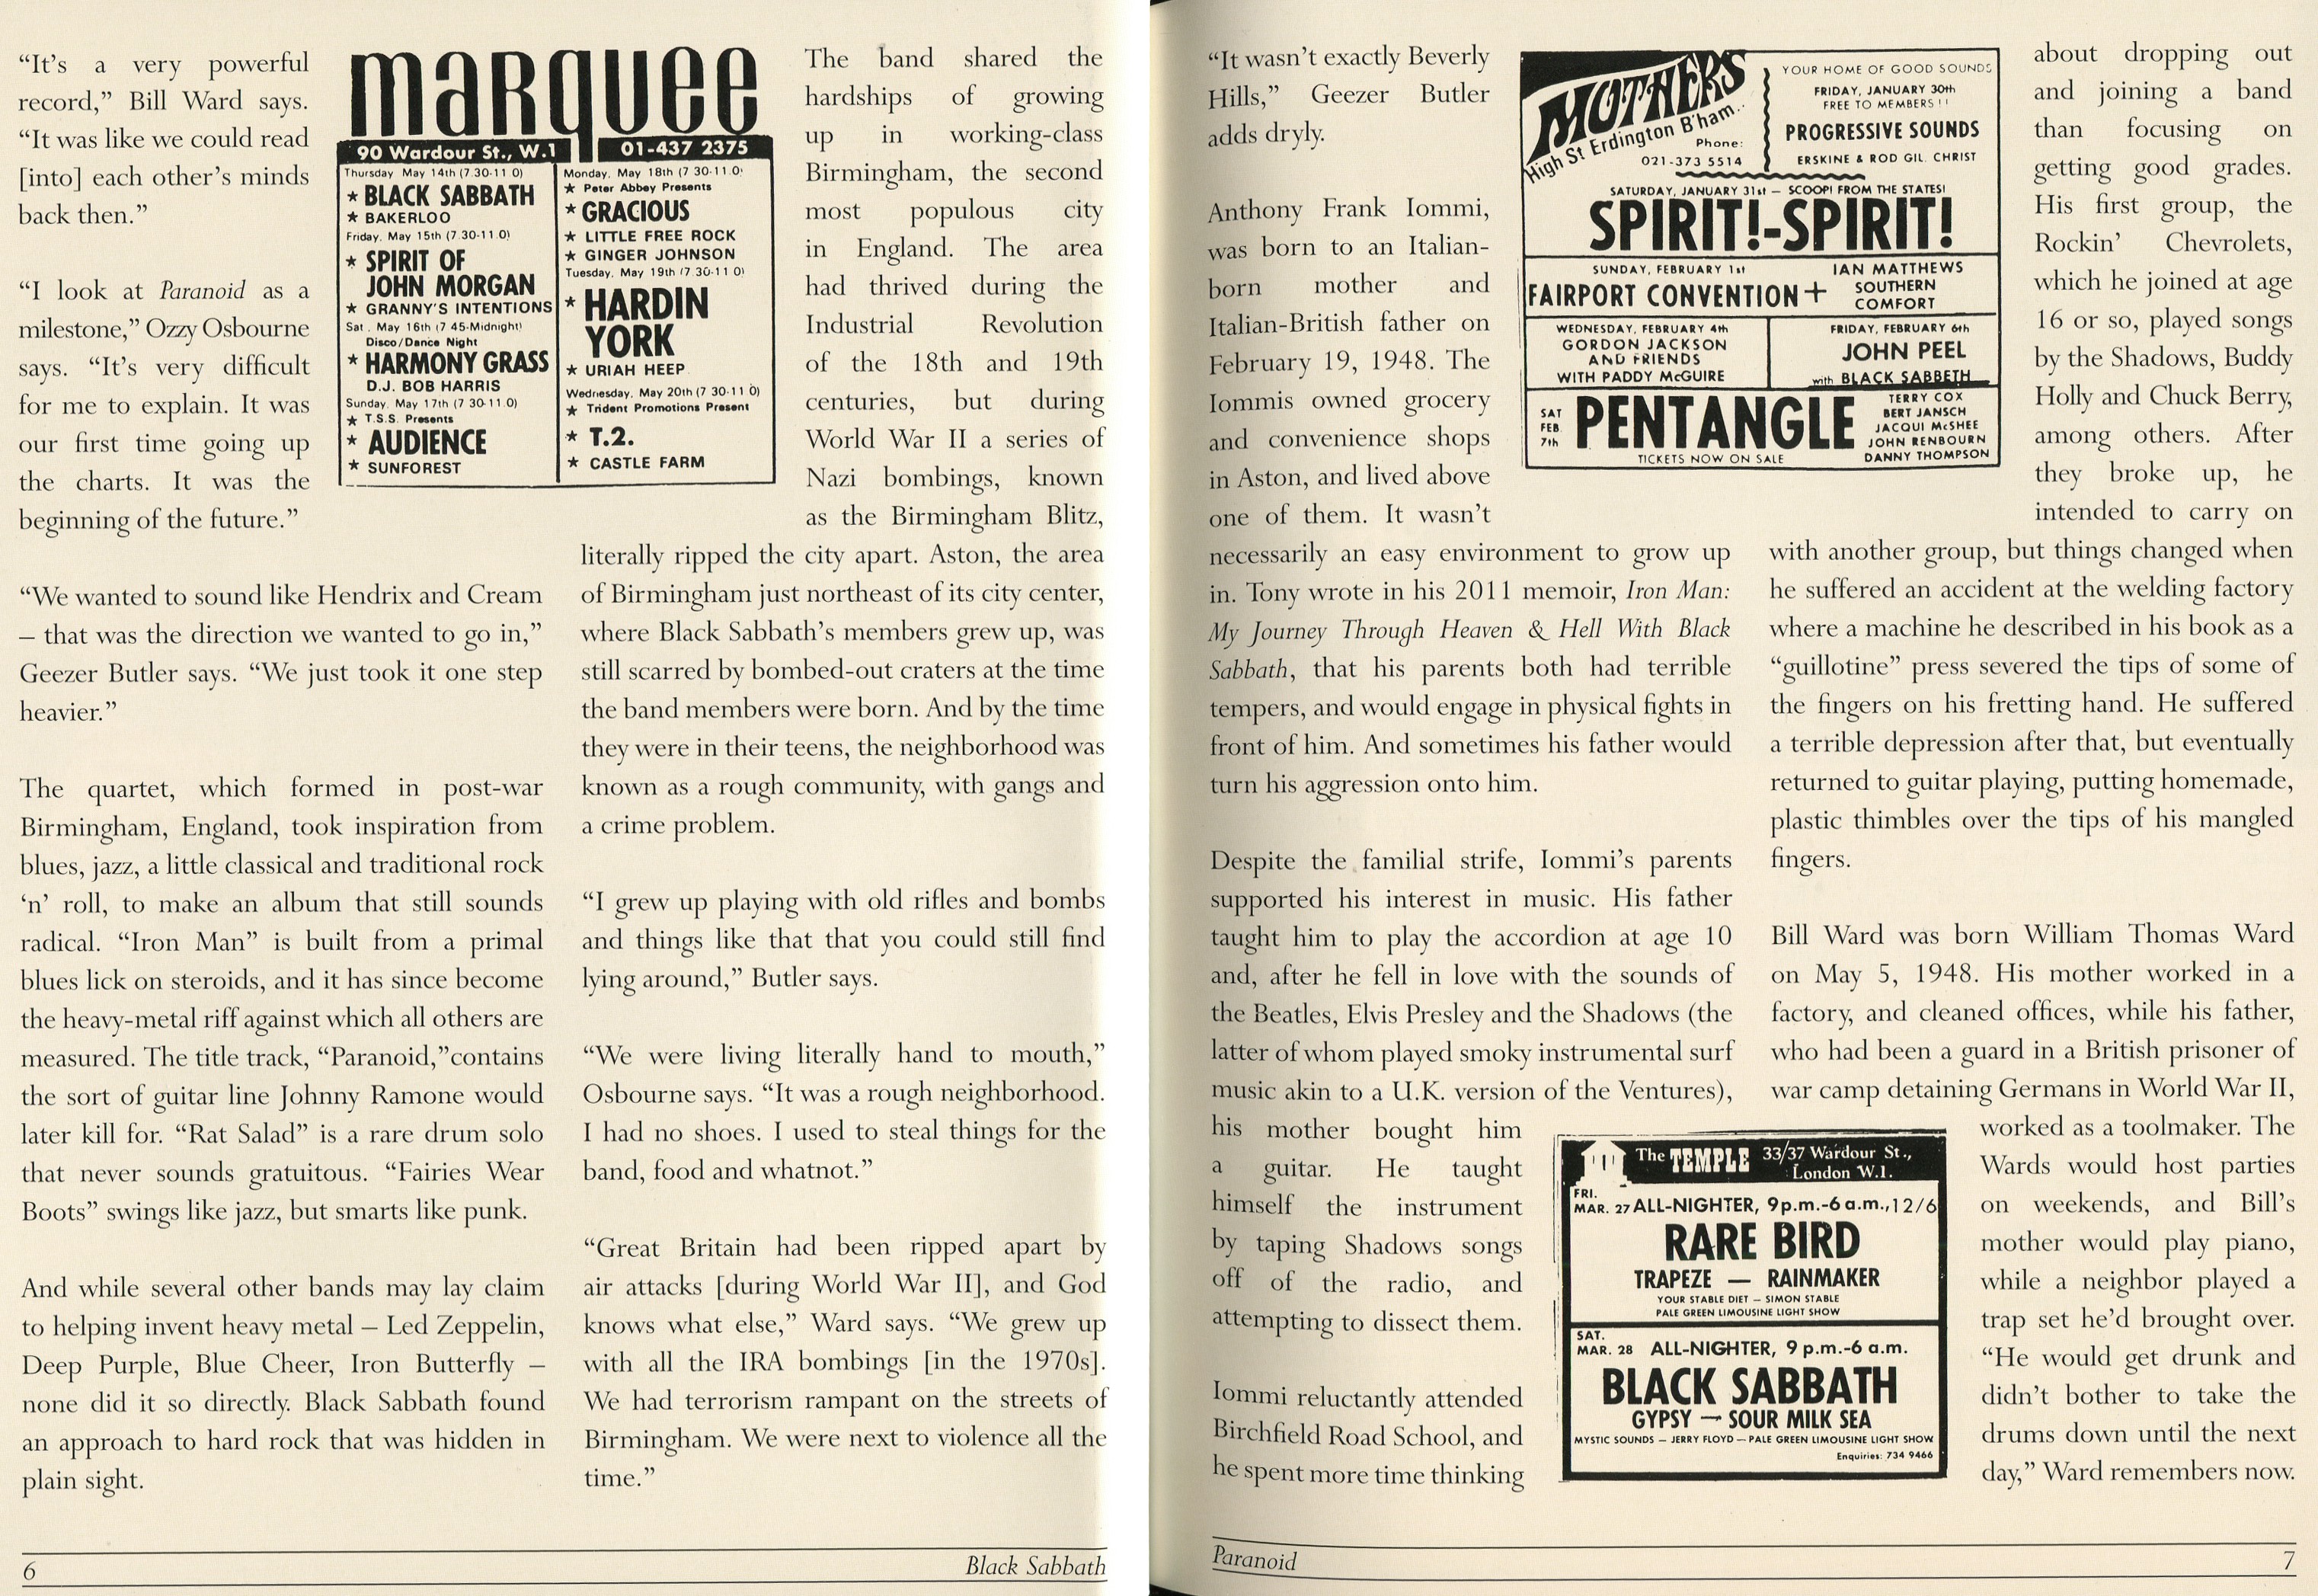 “It’s a very powerful
record,” Bill Ward says.
“It was like we could read
[into] each other’s minds
back then.”
“I look at Paranoid as a
milestone,” Ozzy Osbourne
says. “It’s very difficult
for me to explain. It was
our first time going up
the charts. It was the
beginning of the future.”
“We wanted to sound like Hendrix and Cream
– that was the direction we wanted to go in,”
Geezer Butler says. “We just took it one step
heavier.”
The quartet, which formed in post-war
Birmingham, England, took inspiration from
blues, jazz, a little classical and traditional rock
‘n’ roll, to make an album that still sounds
radical. “Iron Man” is built from a primal
blues lick on steroids, and it has since become
the heavy-metal riff against which all others are
measured. The title track, “Paranoid,”contains
the sort of guitar line Johnny Ramone would
later kill for. “Rat Salad” is a rare drum solo
that never sounds gratuitous. “Fairies Wear
Boots” swings like jazz, but smarts like punk.
And while several other bands may lay claim
to helping invent heavy metal – Led Zeppelin,
Deep Purple, Blue Cheer, Iron Butterfly –
none did it so directly. Black Sabbath found
an approach to hard rock that was hidden in
plain sight.
marquee
90 Wardour St., W.1 01-437 2375
Thursday May 14th (7.30-11 0)
★ BLACK SABBATH
★ BAKERLOO
Friday, May 15th (7 30-11.0)
★ SPIRIT OF
JOHN MORGAN
★ GRANNY'S INTENTIONS
Sat. May 16th (7 45-Midnight)
Disco/Dance Night
★ HARMONY GRASS
D.J. BOB HARRIS
Sunday, May 17th (7 30-11.0)
★ T.S.S. Presents
★ AUDIENCE
★ SUNFOREST
Monday, May 18th (7 30-11.0)
★ Peter Abbey Presents
★ GRACIOUS
★ LITTLE FREE ROCK
★ GINGER JOHNSON
Tuesday, May 19th (7 30-11 0)
★ HARDIN
YORK
★ URIAH HEEP
Wednesday, May 20th (7 30-11 0)
★ Trident Promotions Present
★ T.2.
★ CASTLE FARM
The band shared the
hardships of growing
up in working-class
Birmingham, the second
most populous city
in England. The area
had thrived during the
Industrial Revolution
of the 18th and 19th
centuries, but during
World War II a series of
Nazi bombings, known
as the Birmingham Blitz,
literally ripped the city apart. Aston, the area
of Birmingham just northeast of its city center,
where Black Sabbath’s members grew up, was
still scarred by bombed-out craters at the time
the band members were born. And by the time
they were in their teens, the neighborhood was
known as a rough community, with gangs and
a crime problem.
“I grew up playing with old rifles and bombs
and things like that that you could still find
lying around,” Butler says.
“We were living literally hand to mouth,”
Osbourne says. “It was a rough neighborhood.
I had no shoes. I used to steal things for the
band, food and whatnot.”
“Great Britain had been ripped apart by
air attacks [during World War II], and God
knows what else,” Ward says. “We grew up
with all the IRA bombings [in the 1970s].
We had terrorism rampant on the streets of
Birmingham. We were next to violence all the
time.”
6
Black Sabbath
“It wasn’t exactly Beverly
Hills,” Geezer Butler
adds dryly.
Anthony Frank Iommi,
was born to an Italian-
born mother and
Italian-British father on
February 19, 1948. The
Iommis owned grocery
and convenience shops
in Aston, and lived above
one of them. It wasn’t
necessarily an easy environment to grow up
in. Tony wrote in his 2011 memoir, Iron Man:
My Journey Through Heaven & Hell With Black
Sabbath, that his parents both had terrible
tempers, and would engage in physical fights in
front of him. And sometimes his father would
turn his aggression onto him.
Despite the familial strife, Iommi’s parents
supported his interest in music. His father
taught him to play the accordion at age 10
and, after he fell in love with the sounds of
the Beatles, Elvis Presley and the Shadows (the
latter of whom played smoky instrumental surf
music akin to a U.K. version of the Ventures),
his mother bought him
a guitar. He taught
himself the instrument
by taping Shadows songs
off of the radio, and
attempting to dissect them.
Iommi reluctantly attended
Birchfield Road School, and
he spent more time thinking
MOTHERS
High St Erdington B'ham..
Phone:
021-373 5514
YOUR HOME OF GOOD SOUNDS
FRIDAY, JANUARY 30th
FREE TO MEMBERS!!
PROGRESSIVE SOUNDS
ERSKINE & ROD GIL. CHRIST
SATURDAY, JANUARY 31st — SCOOP! FROM THE STATES!
SPIRIT!-SPIRIT!
SUNDAY, FEBRUARY 1st
FAIRPORT CONVENTION +
IAN MATTHEWS
SOUTHERN
COMFORT
WEDNESDAY, FEBRUARY 4th
GORDON JACKSON
AND FRIENDS
WITH PADDY McGUIRE
FRIDAY, FEBRUARY 6th
JOHN PEEL
with BLACK SABBETH
SAT
FEB.
7th
PENTANGLE
TICKETS NOW ON SALE
TERRY COX
BERT JANSCH
JACQUI McSHEE
JOHN RENBOURN
DANNY THOMPSON
about dropping out
and joining a band
than focusing on
getting good grades.
His first group, the
Rockin’ Chevrolets,
which he joined at age
16 or so, played songs
by the Shadows, Buddy
Holly and Chuck Berry,
among others. After
they broke up, he
intended to carry on
with another group, but things changed when
he suffered an accident at the welding factory
where a machine he described in his book as a
“guillotine” press severed the tips of some of
the fingers on his fretting hand. He suffered
a terrible depression after that, but eventually
returned to guitar playing, putting homemade,
plastic thimbles over the tips of his mangled
fingers.
Bill Ward was born William Thomas Ward
on May 5, 1948. His mother worked in a
factory, and cleaned offices, while his father,
who had been a guard in a British prisoner of
war camp detaining Germans in World War II,
worked as a toolmaker. The
Wards would host parties
on weekends, and Bill’s
mother would play piano,
while a neighbor played a
trap set he’d brought over.
“He would get drunk and
didn’t bother to take the
drums down until the next
day,” Ward remembers now.
The TEMPLE 33/37 Wardour St.,
London W.1.
FRI.
MAR. 27 ALL-NIGHTER, 9p.m.-6 a.m., 12/6
RARE BIRD
TRAPEZE — RAINMAKER
YOUR STABLE DIET — SIMON STABLE
PALE GREEN LIMOUSINE LIGHT SHOW
SAT.
MAR. 28 ALL-NIGHTER, 9 p.m.-6 a.m.
BLACK SABBATH
GYPSY — SOUR MILK SEA
MYSTIC SOUNDS — JERRY FLOYD — PALE GREEN LIMOUSINE LIGHT SHOW
Enquiries: 734 9466
Paranoid
7